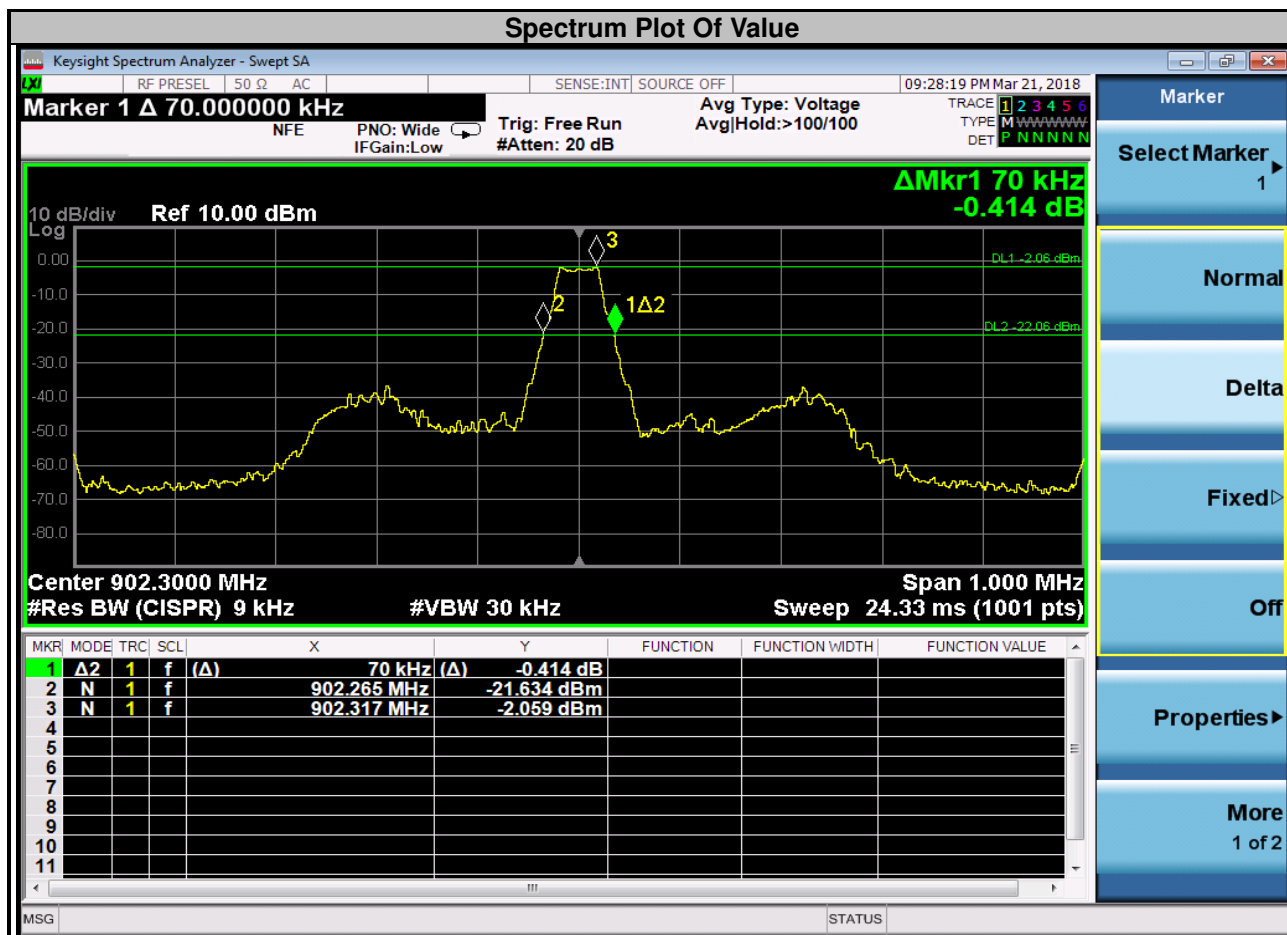 Spectrum Plot Of Value
Keysight Spectrum Analyzer - Swept SA
LXI RF PRESEL 50 Ω AC SENSE:INT SOURCE OFF 09:28:19 PM Mar 21, 2018
Marker 1 Δ 70.000000 kHz
NFE PNO: Wide IFGain:Low
Trig: Free Run #Atten: 20 dB
Avg Type: Voltage Avg|Hold:>100/100
TRACE 1 2 3 4 5 6
TYPE M WWWWW
DET P N N N N N
ΔMkr1 70 kHz
-0.414 dB
10 dB/div Ref 10.00 dBm
Log
0.00
-10.0
-20.0
-30.0
-40.0
-50.0
-60.0
-70.0
-80.0
3
2
1Δ2
DL1 -2.06 dBm
DL2 -22.06 dBm
Center 902.3000 MHz Span 1.000 MHz
#Res BW (CISPR) 9 kHz #VBW 30 kHz Sweep 24.33 ms (1001 pts)
MKR MODE TRC SCL X Y FUNCTION FUNCTION WIDTH FUNCTION VALUE
1 Δ2 1 f (Δ) 70 kHz (Δ) -0.414 dB
2 N 1 f 902.265 MHz -21.634 dBm
3 N 1 f 902.317 MHz -2.059 dBm
4
5
6
7
8
9
10
11
MSG STATUS
Marker
Select Marker
1
Normal
Delta
Fixed
Off
Properties
More
1 of 2